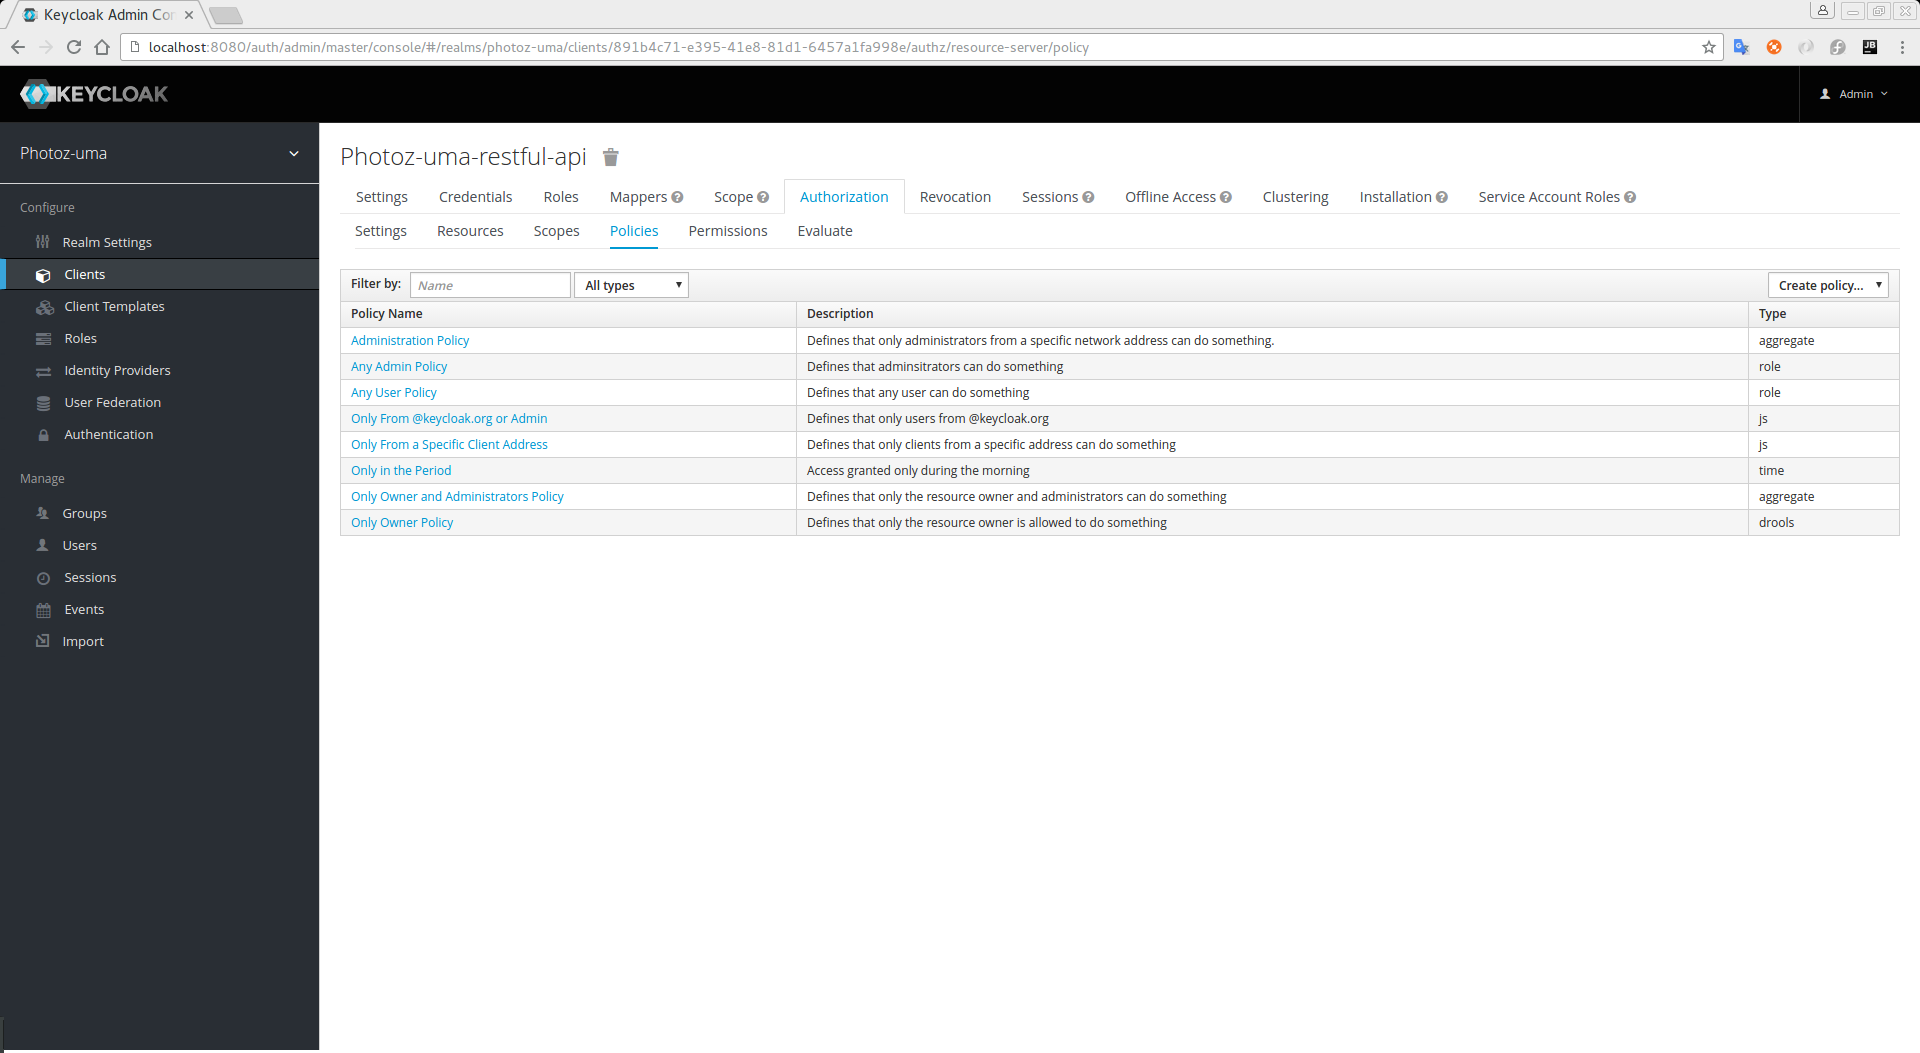 Keycloak Admin Co
localhost:8080/auth/admin/master/console/#/realms/photoz-uma/clients/891b4c71-e395-41e8-81d1-6457a1fa998e/authz/resource-server/policy
JB
KEYCLOAK
Admin
Photoz-uma
Configure
Realm Settings
Clients
Client Templates
Roles
Identity Providers
User Federation
Authentication
Manage
Groups
Users
Sessions
Events
Import
Photoz-uma-restful-api
Settings Credentials Roles Mappers Scope Authorization Revocation Sessions Offline Access Clustering Installation Service Account Roles
Settings Resources Scopes Policies Permissions Evaluate
Filter by: Name All types Create policy...
Policy Name Description Type
Administration Policy Defines that only administrators from a specific network address can do something. aggregate
Any Admin Policy Defines that adminsitrators can do something role
Any User Policy Defines that any user can do something role
Only From @keycloak.org or Admin Defines that only users from @keycloak.org js
Only From a Specific Client Address Defines that only clients from a specific address can do something js
Only in the Period Access granted only during the morning time
Only Owner and Administrators Policy Defines that only the resource owner and administrators can do something aggregate
Only Owner Policy Defines that only the resource owner is allowed to do something drools